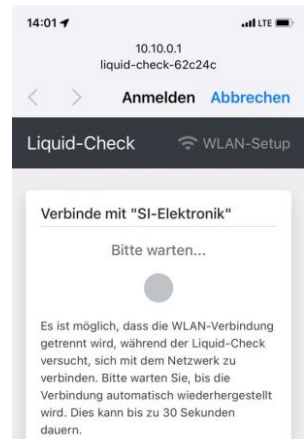 14:01 LTE
10.10.0.1
liquid-check-62c24c
< > Anmelden Abbrechen
Liquid-Check WLAN-Setup
Verbinde mit "SI-Elektronik"
Bitte warten...
Es ist möglich, dass die WLAN-Verbindung
getrennt wird, während der Liquid-Check
versucht, sich mit dem Netzwerk zu
verbinden. Bitte warten Sie, bis die
Verbindung automatisch wiederhergestellt
wird. Dies kann bis zu 30 Sekunden
dauern.